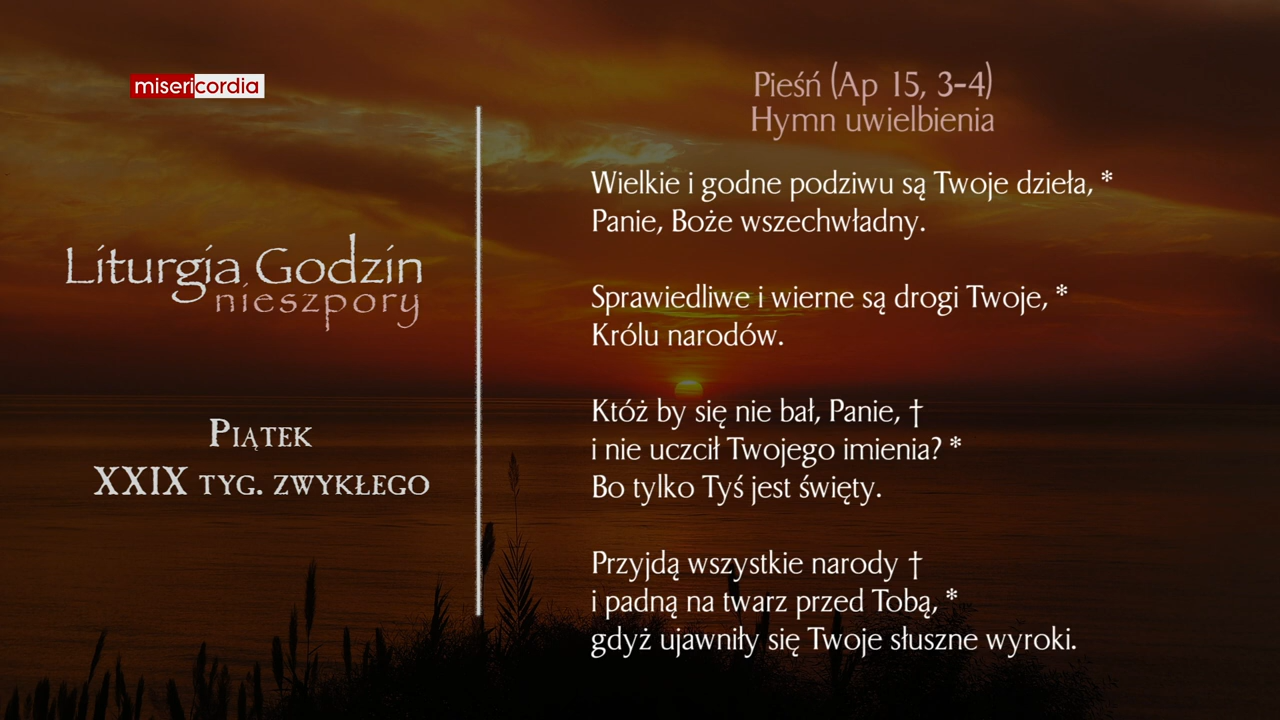 misericordia
Liturgia Godzin
nieszpory
Piątek
XXIX tyg. zwykłego
Pieśń (Ap 15, 3-4)
Hymn uwielbienia
Wielkie i godne podziwu są Twoje dzieła, *
Panie, Boże wszechwładny.
Sprawiedliwe i wierne są drogi Twoje, *
Królu narodów.
Któż by się nie bał, Panie, †
i nie uczcił Twojego imienia? *
Bo tylko Tyś jest święty.
Przyjdą wszystkie narody †
i padną na twarz przed Tobą, *
gdyż ujawniły się Twoje słuszne wyroki.